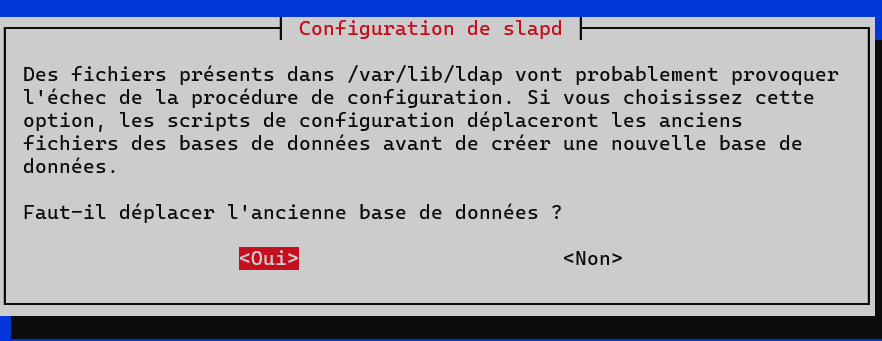 Configuration de slapd
Des fichiers présents dans /var/lib/ldap vont probablement provoquer
l'échec de la procédure de configuration. Si vous choisissez cette
option, les scripts de configuration déplaceront les anciens
fichiers des bases de données avant de créer une nouvelle base de
données.
Faut-il déplacer l'ancienne base de données ?
<Oui> <Non>